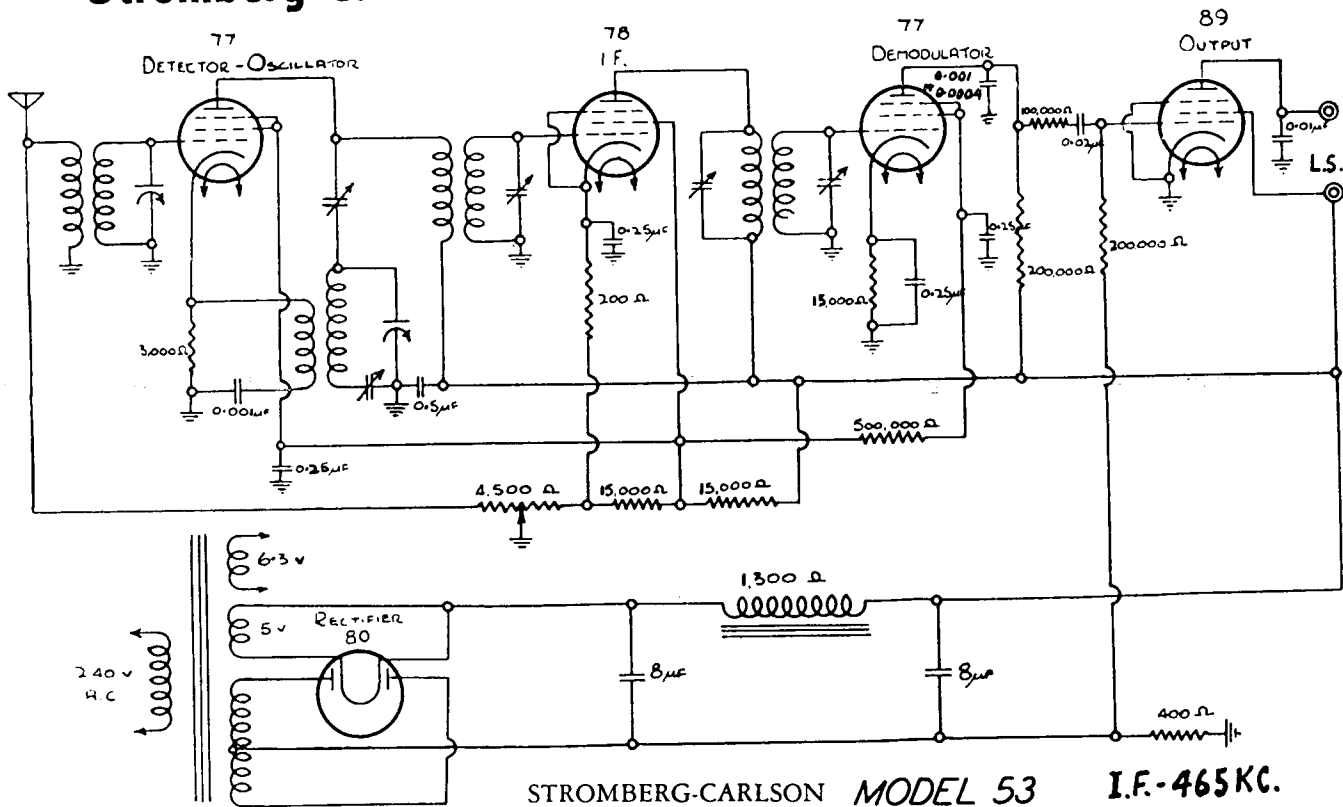 77
DETECTOR-OSCILLATOR
78
I.F.
77
DEMODULATOR
89
OUTPUT
0.001
0.0004
100,000Ω
0.02µF
0.01µF
L.S.
0.25µF
0.25µF
200,000 Ω
200,000Ω
200 Ω
15,000Ω
0.25µF
3,000Ω
0.001µF
0.5µF
500,000 Ω
0.25µF
4,500 Ω
15,000Ω
15,000Ω
6.3 V
5 V
RECTIFIER
80
1,300 Ω
240 V
A.C
8µF
8µF
400 Ω
STROMBERG-CARLSON MODEL 53 I.F.-465KC.